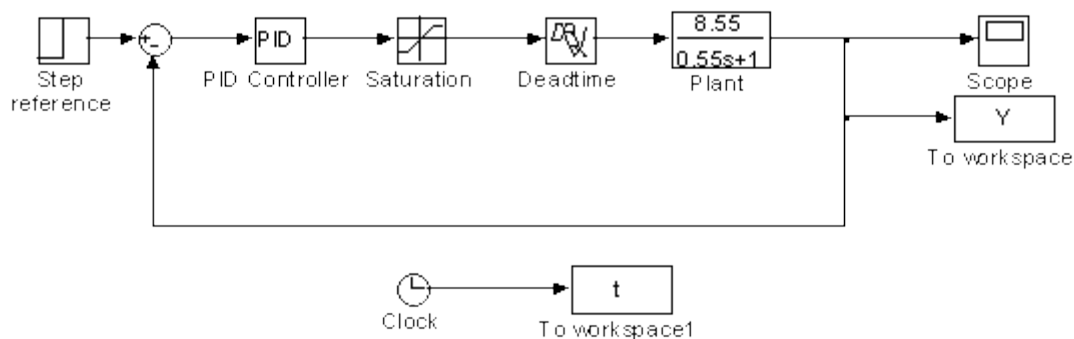 PID
8.55
0.55s+1
Step
reference
PID Controller
Saturation
Deadtime
Plant
Scope
Y
To workspace
t
Clock
To workspace1